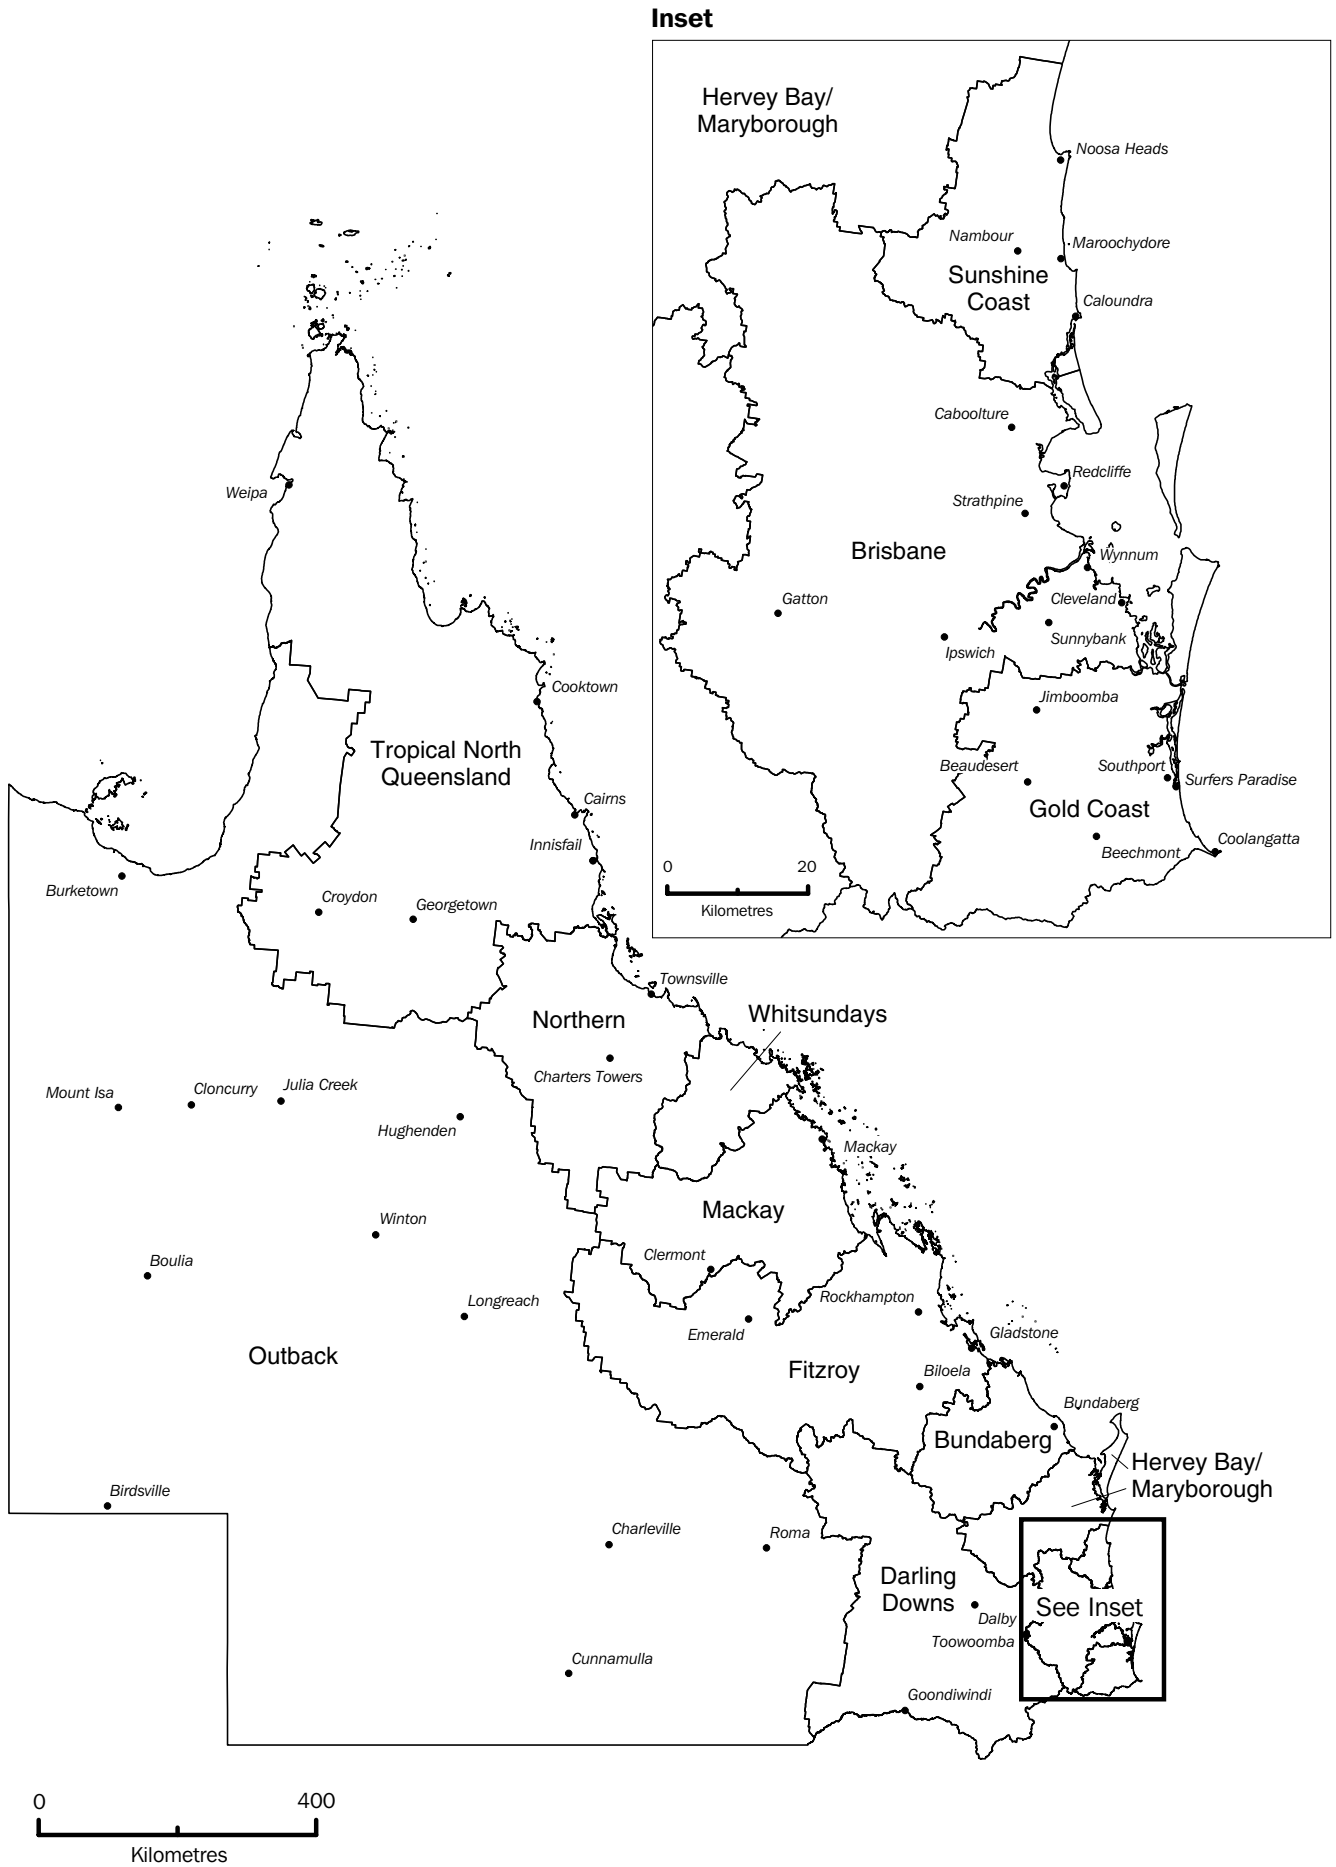 Inset
Hervey Bay/
Maryborough
Noosa Heads
Nambour
Maroochydore
Sunshine
Coast
Caloundra
Caboolture
Redcliffe
Strathpine
Brisbane
Wynnum
Gatton
Cleveland
Sunnybank
Ipswich
Jimboomba
Beaudesert
Southport
Surfers Paradise
Gold Coast
Coolangatta
Beechmont
0 20
Kilometres
Weipa
Cooktown
Tropical North
Queensland
Cairns
Innisfail
Burketown
Croydon
Georgetown
Townsville
Northern
Whitsundays
Charters Towers
Mount Isa
Cloncurry
Julia Creek
Hughenden
Mackay
Mackay
Winton
Clermont
Boulia
Longreach
Rockhampton
Emerald
Gladstone
Outback
Fitzroy
Biloela
Bundaberg
Bundaberg
Hervey Bay/
Maryborough
Birdsville
Charleville
Roma
Darling
Downs
See Inset
Dalby
Toowoomba
Cunnamulla
Goondiwindi
0 400
Kilometres